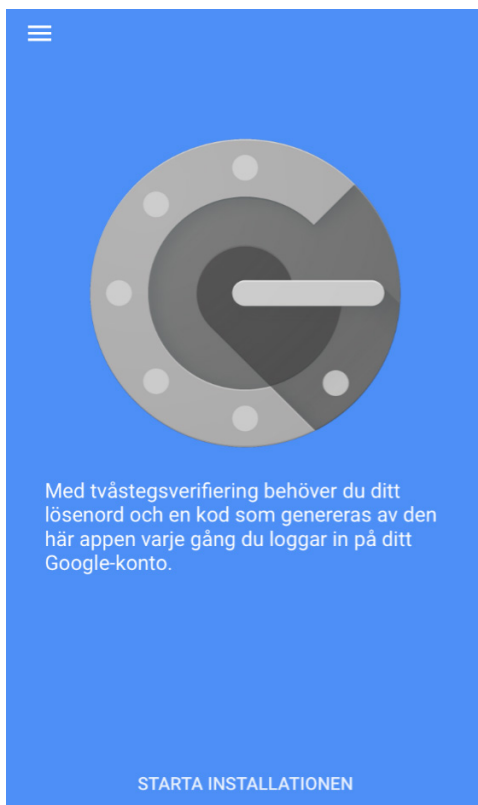 Med tvåstegsverifiering behöver du ditt
lösenord och en kod som genereras av den
här appen varje gång du loggar in på ditt
Google-konto.
STARTA INSTALLATIONEN